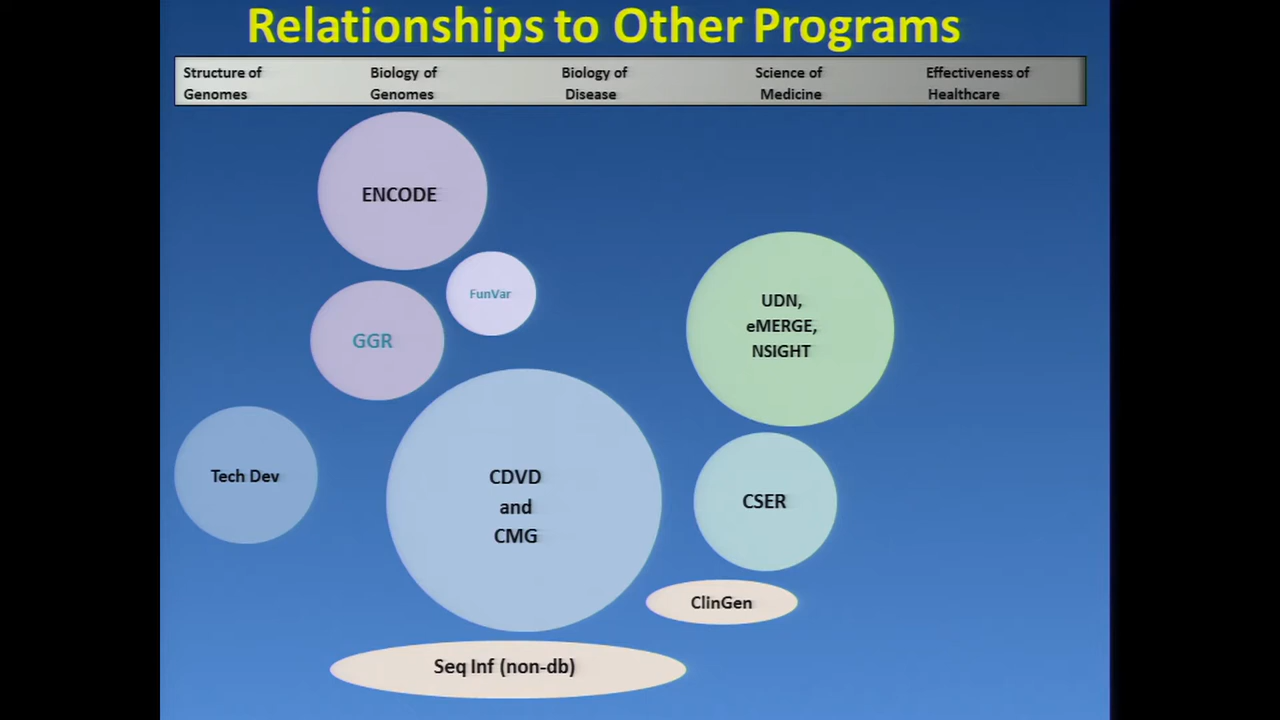 Relationships to Other Programs
Structure of
Genomes
Biology of
Genomes
Biology of
Disease
Science of
Medicine
Effectiveness of
Healthcare
ENCODE
FunVar
GGR
UDN,
eMERGE,
NSIGHT
Tech Dev
CDVD
and
CMG
CSER
ClinGen
Seq Inf (non-db)